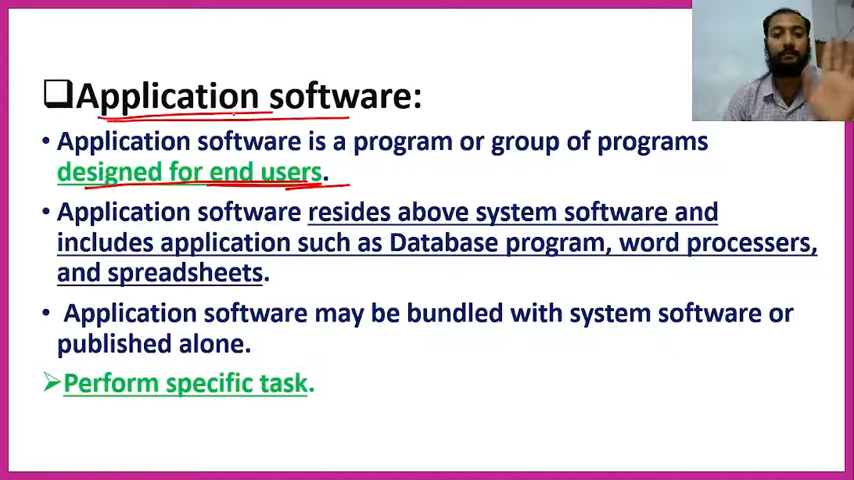 Application software:
• Application software is a program or group of programs
designed for end users.
• Application software resides above system software and
includes application such as Database program, word processers,
and spreadsheets.
• Application software may be bundled with system software or
published alone.
Perform specific task.